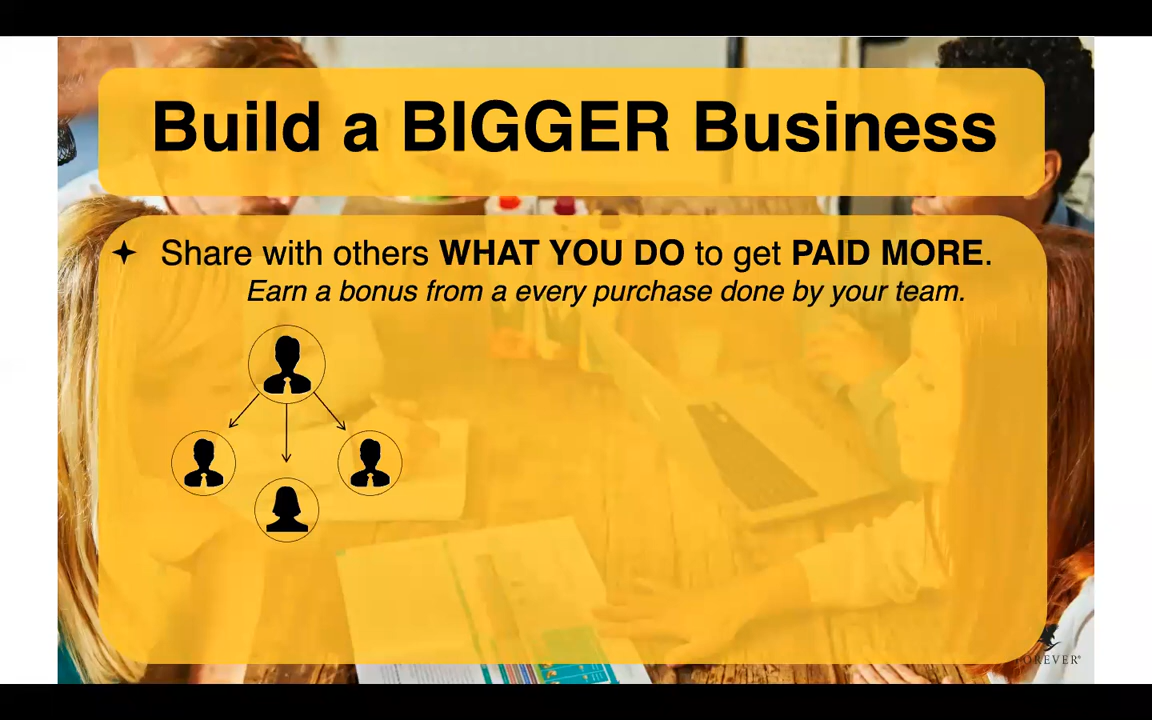 Build a BIGGER Business
Share with others WHAT YOU DO to get PAID MORE.
Earn a bonus from a every purchase done by your team.
FOREVER®